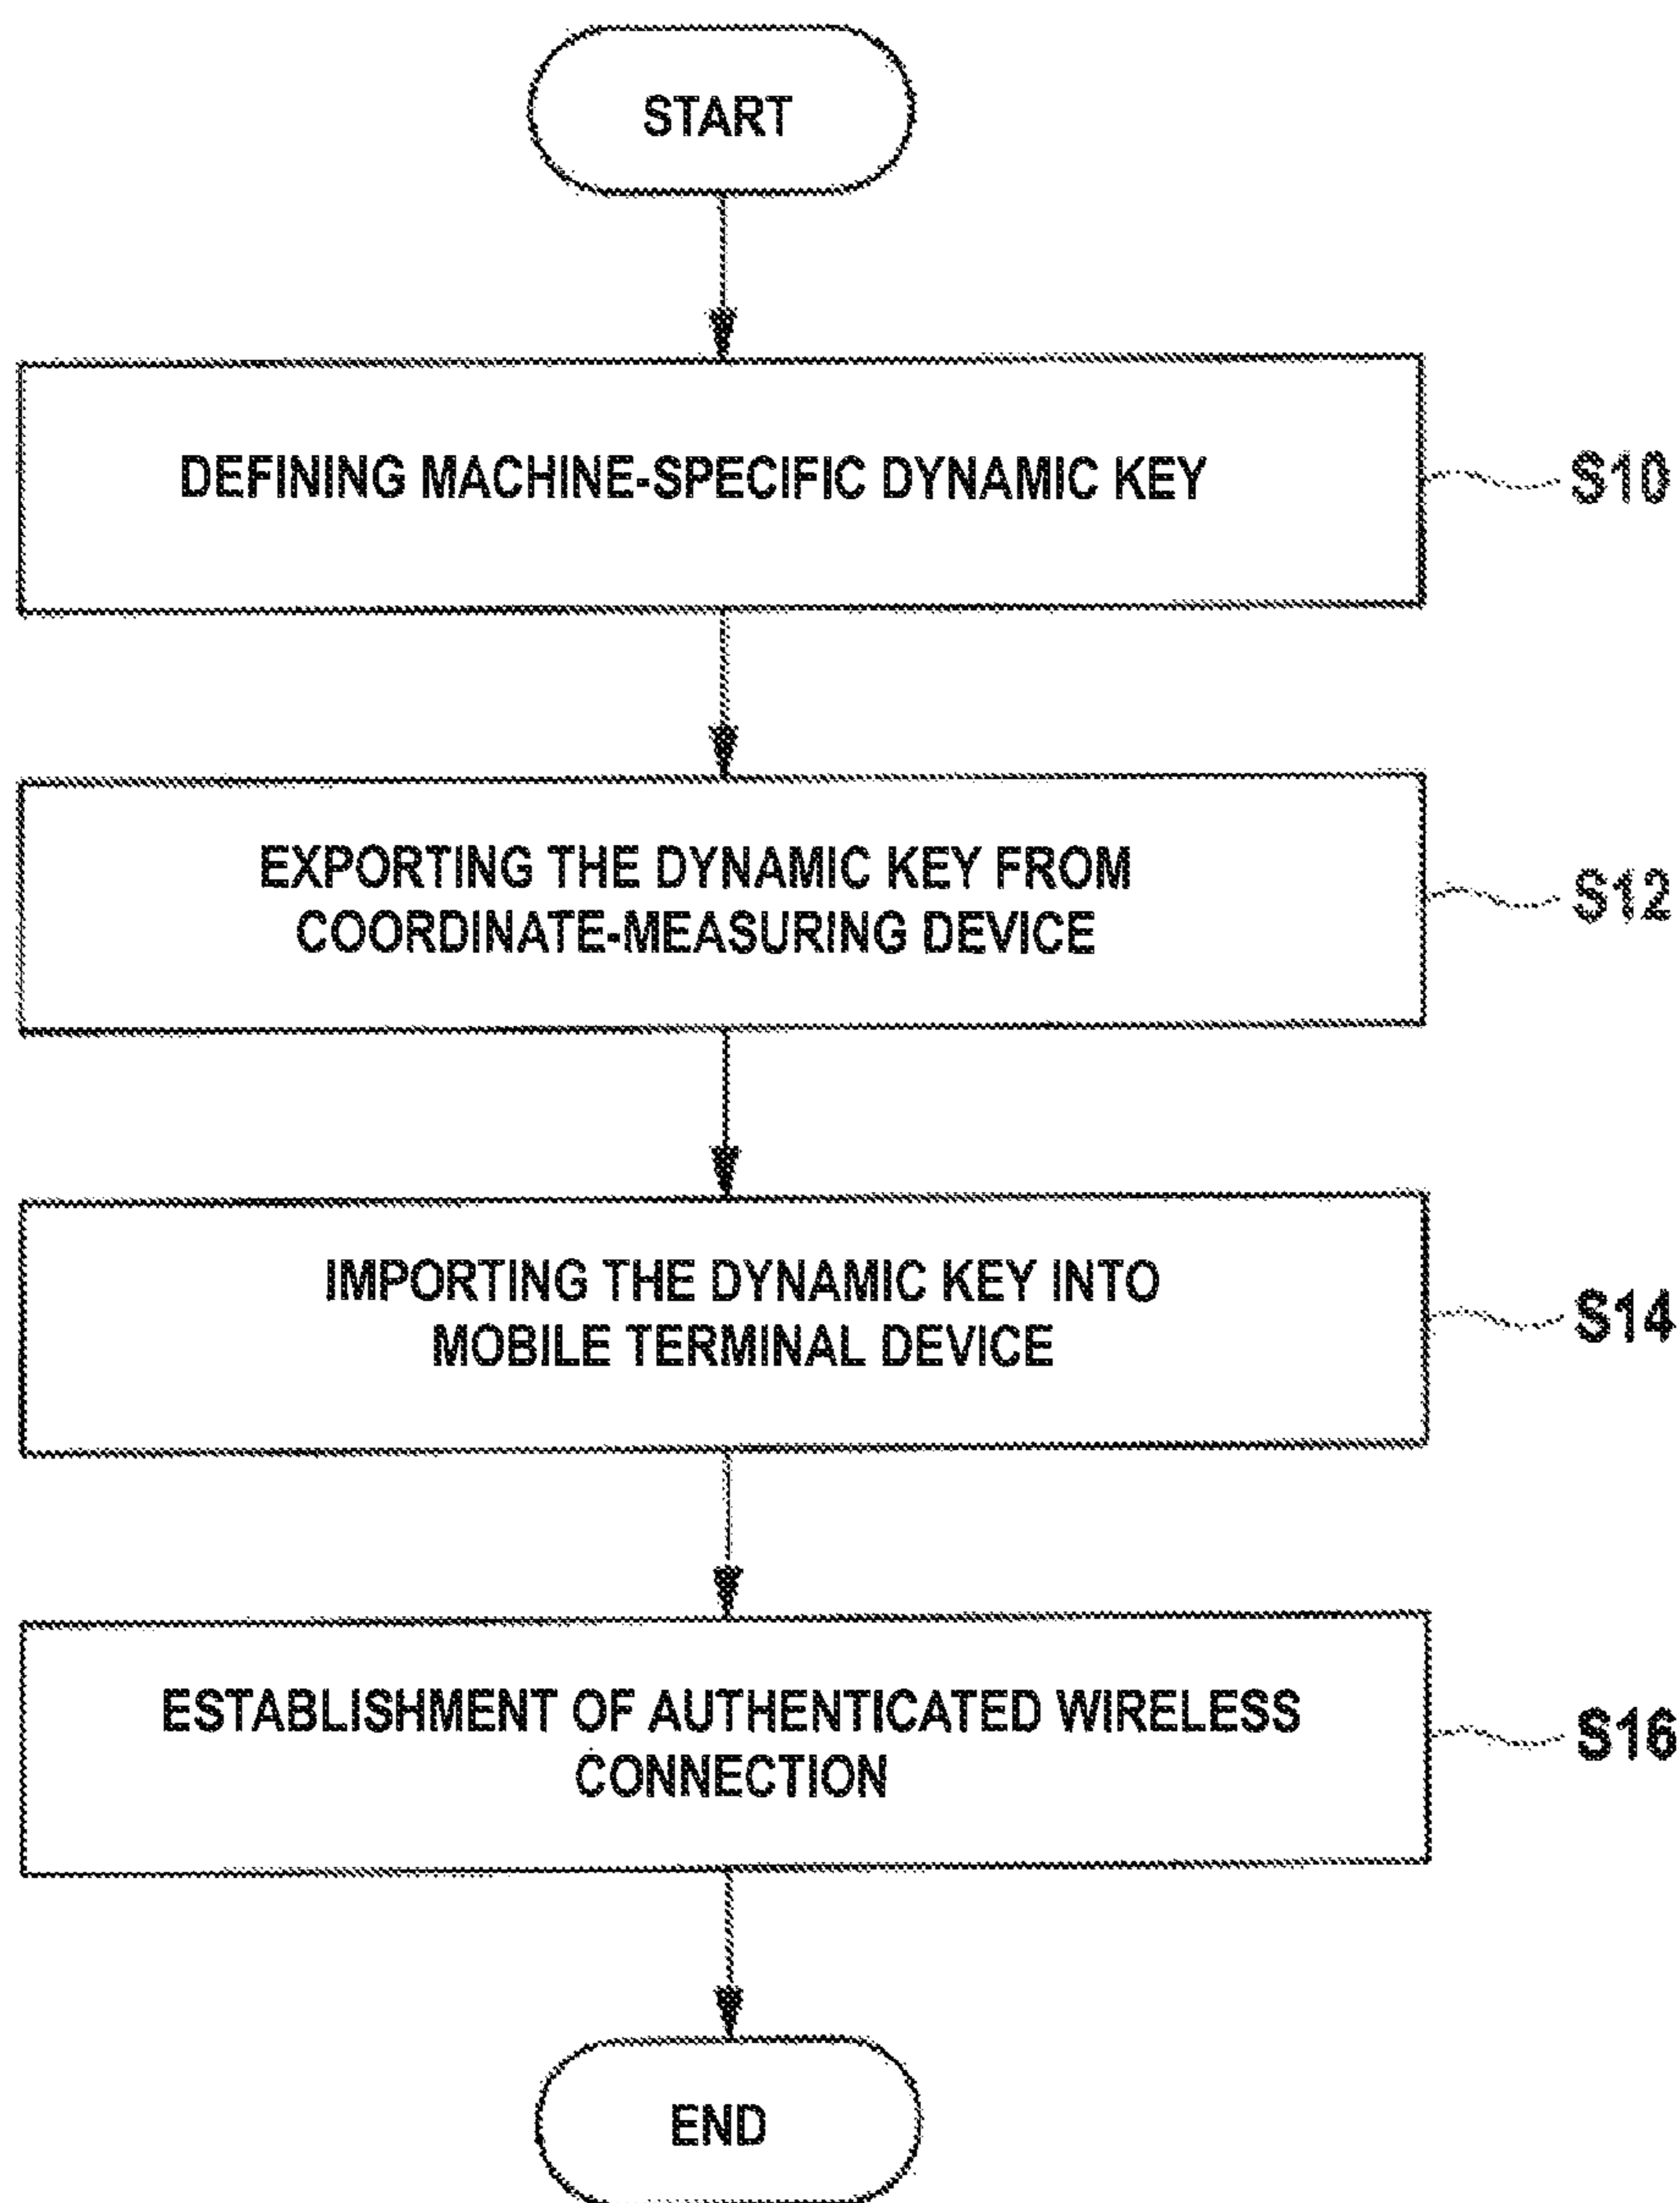 START
DEFINING MACHINE-SPECIFIC DYNAMIC KEY
S10
EXPORTING THE DYNAMIC KEY FROM
COORDINATE-MEASURING DEVICE
S12
IMPORTING THE DYNAMIC KEY INTO
MOBILE TERMINAL DEVICE
S14
ESTABLISHMENT OF AUTHENTICATED WIRELESS
CONNECTION
S16
END